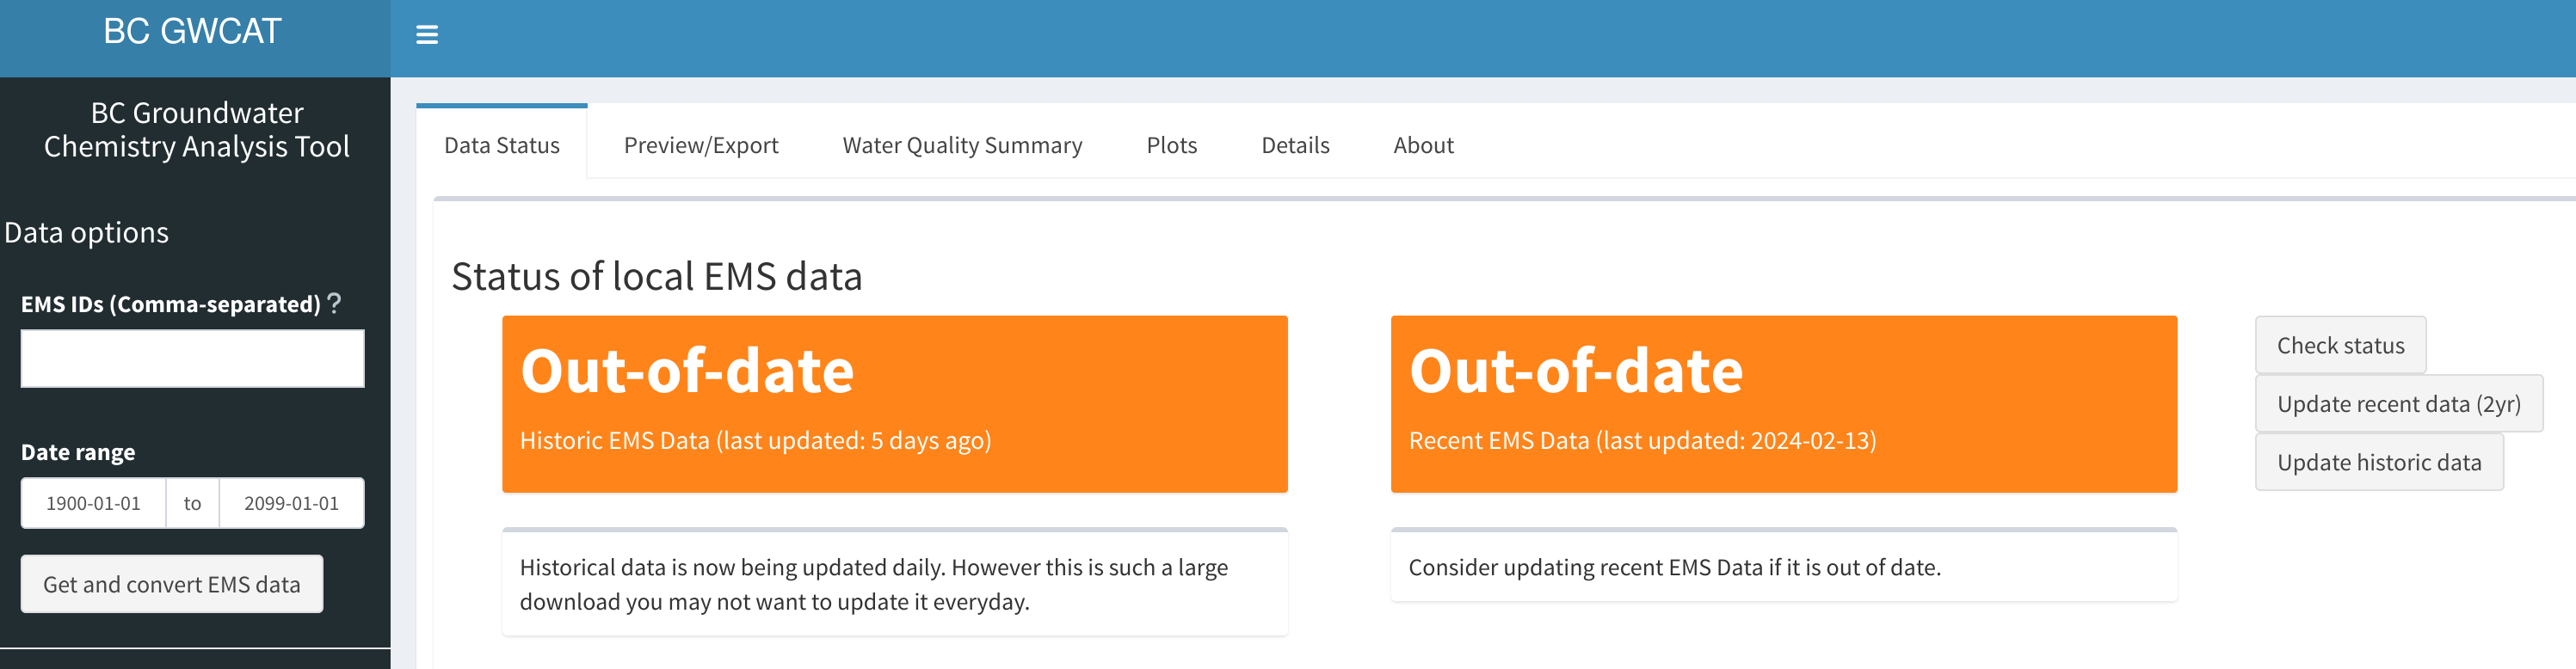 BC GWCAT
BC Groundwater
Chemistry Analysis Tool
Data options
EMS IDs (Comma-separated) ?
Date range
1900-01-01 to 2099-01-01
Get and convert EMS data
Data Status Preview/Export Water Quality Summary Plots Details About
Status of local EMS data
Out-of-date
Historic EMS Data (last updated: 5 days ago)
Historical data is now being updated daily. However this is such a large
download you may not want to update it everyday.
Out-of-date
Recent EMS Data (last updated: 2024-02-13)
Consider updating recent EMS Data if it is out of date.
Check status
Update recent data (2yr)
Update historic data